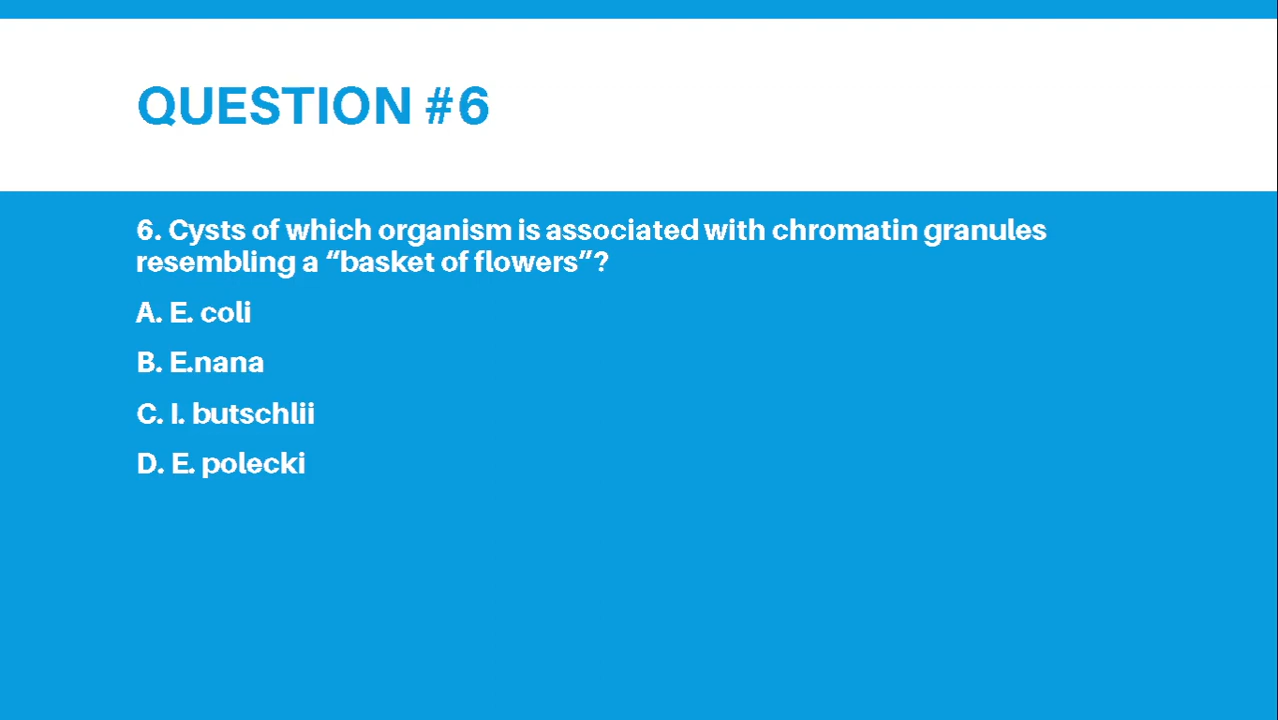 QUESTION #6
6. Cysts of which organism is associated with chromatin granules
resembling a “basket of flowers”?
A. E. coli
B. E.nana
C. I. butschlii
D. E. polecki